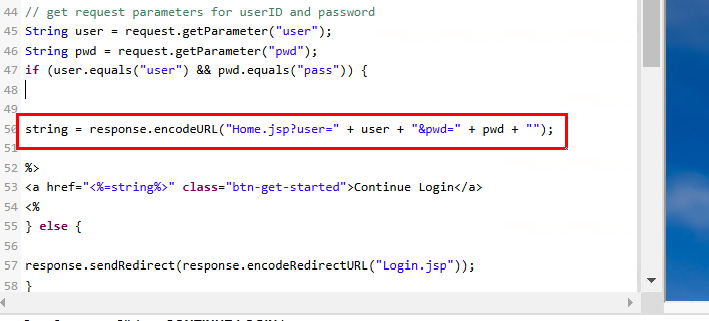 44 // get request parameters for userID and password
45 String user = request.getParameter("user");
46 String pwd = request.getParameter("pwd");
47 if (user.equals("user") && pwd.equals("pass")) {
48
49
50 string = response.encodeURL("Home.jsp?user=" + user + "&pwd=" + pwd + "");
51
52 %>
53 <a href="<%=string%>" class="btn-get-started">Continue Login</a>
54 <%
55 } else {
56
57 response.sendRedirect(response.encodeRedirectURL("Login.jsp"));
58 }